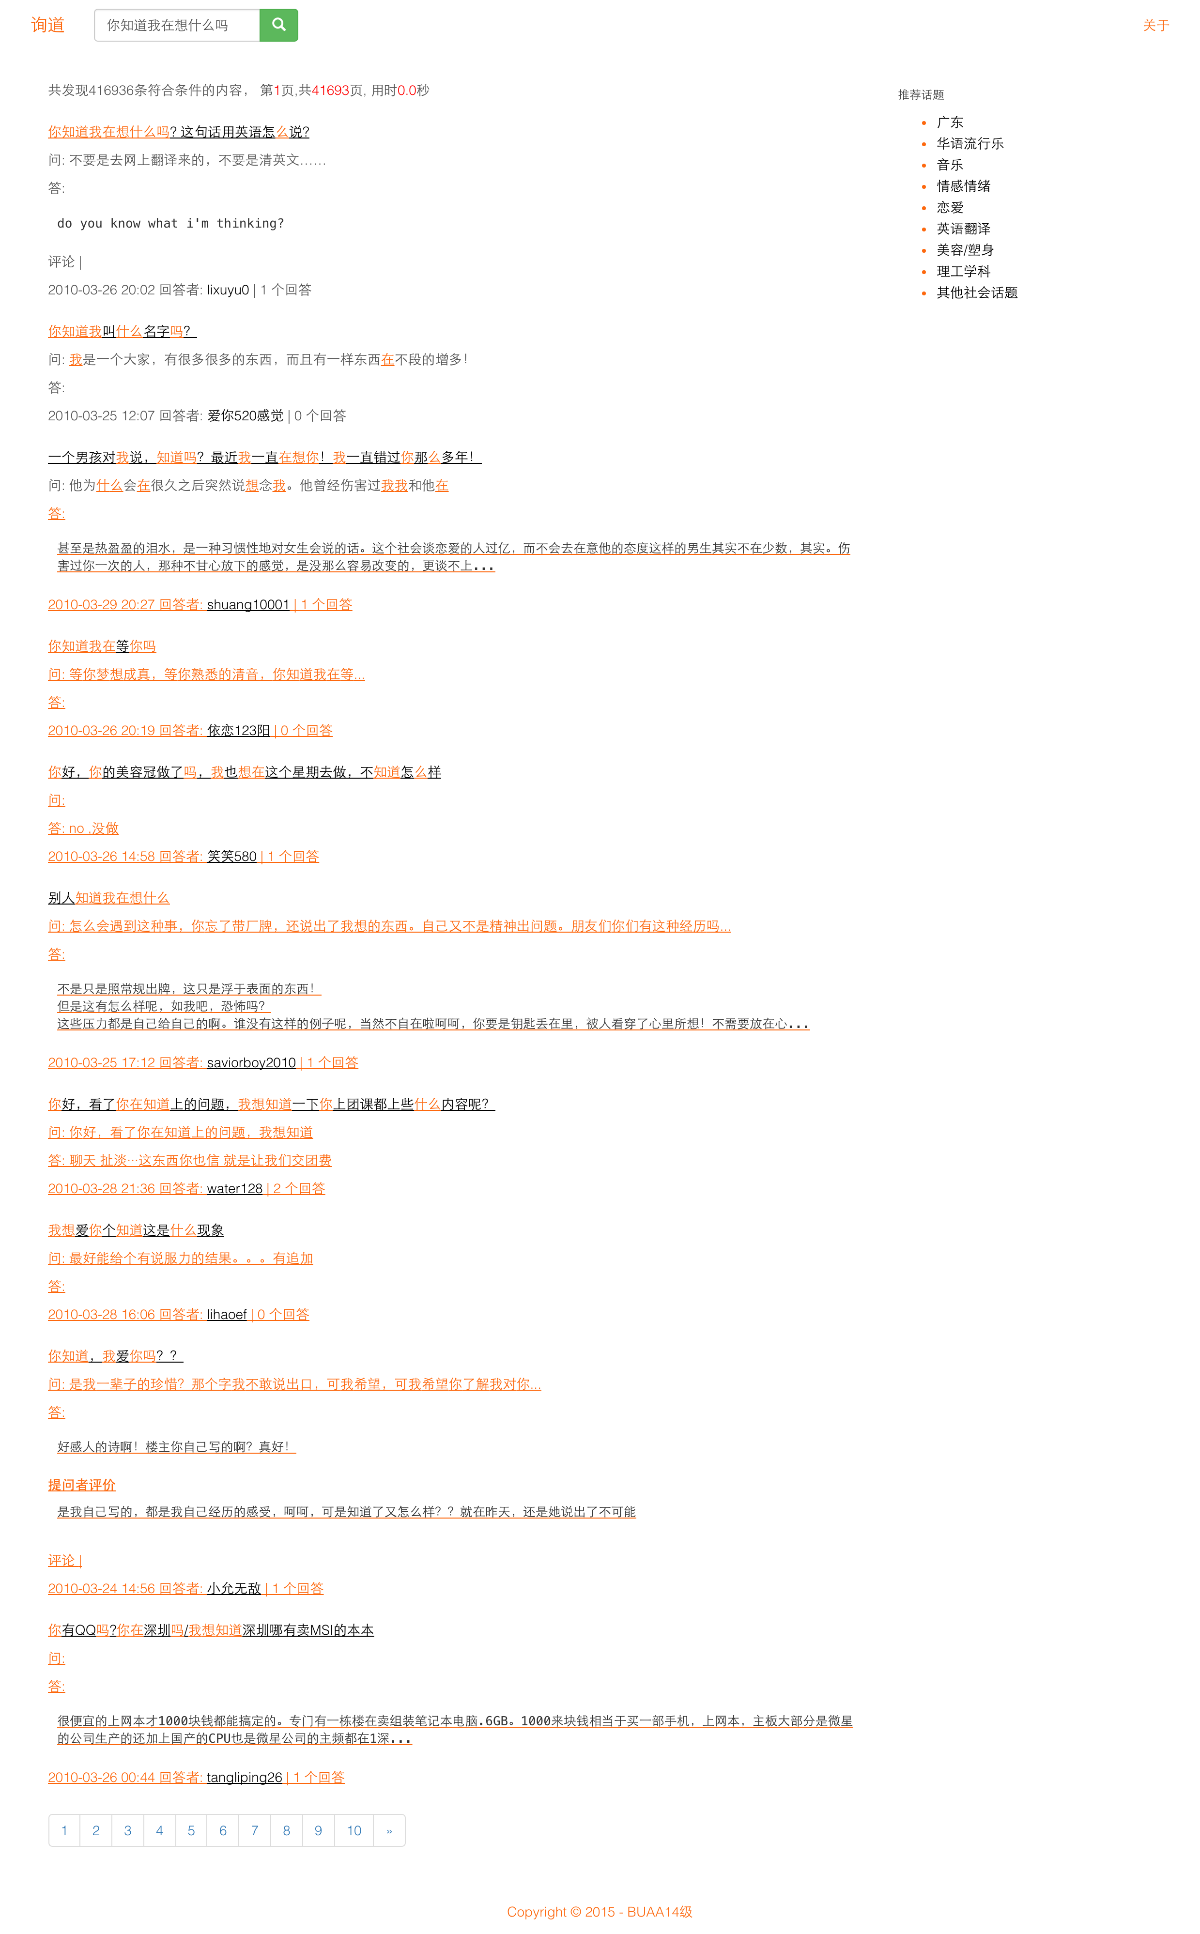 询道
你知道我在想什么吗
关于
共发现416936条符合条件的内容， 第1页,共41693页, 用时0.0秒
你知道我在想什么吗? 这句话用英语怎么说?
问: 不要是去网上翻译来的，不要是清英文……
答:
do you know what i'm thinking?
评论 |
2010-03-26 20:02 回答者: lixuyu0 | 1 个回答
你知道我叫什么名字吗？
问: 我是一个大家，有很多很多的东西，而且有一样东西在不段的增多！
答:
2010-03-25 12:07 回答者: 爱你520感觉 | 0 个回答
一个男孩对我说，知道吗？最近我一直在想你！我一直错过你那么多年！
问: 他为什么会在很久之后突然说想念我。他曾经伤害过我我和他在
答:
甚至是热盈盈的泪水，是一种习惯性地对女生会说的话。这个社会谈恋爱的人过亿，而不会去在意他的态度这样的男生其实不在少数，其实。伤
害过你一次的人，那种不甘心放下的感觉，是没那么容易改变的，更谈不上...
2010-03-29 20:27 回答者: shuang10001 | 1 个回答
你知道我在等你吗
问: 等你梦想成真，等你熟悉的清音，你知道我在等...
答:
2010-03-26 20:19 回答者: 依恋123阳 | 0 个回答
你好，你的美容冠做了吗，我也想在这个星期去做，不知道怎么样
问:
答: no .没做
2010-03-26 14:58 回答者: 笑笑580 | 1 个回答
别人知道我在想什么
问: 怎么会遇到这种事，你忘了带厂牌，还说出了我想的东西。自己又不是精神出问题。朋友们你们有这种经历吗...
答:
不是只是照常规出牌，这只是浮于表面的东西！
但是这有怎么样呢，如我吧，恐怖吗？
这些压力都是自己给自己的啊。谁没有这样的例子呢，当然不自在啦呵呵，你要是钥匙丢在里，被人看穿了心里所想！不需要放在心...
2010-03-25 17:12 回答者: saviorboy2010 | 1 个回答
你好，看了你在知道上的问题，我想知道一下你上团课都上些什么内容呢？
问: 你好，看了你在知道上的问题，我想知道
答: 聊天 扯淡···这东西你也信 就是让我们交团费
2010-03-28 21:36 回答者: water128 | 2 个回答
我想爱你个知道这是什么现象
问: 最好能给个有说服力的结果。。。有追加
答:
2010-03-28 16:06 回答者: lihaoef | 0 个回答
你知道，我爱你吗？？
问: 是我一辈子的珍惜？那个字我不敢说出口，可我希望，可我希望你了解我对你...
答:
好感人的诗啊！楼主你自己写的啊？真好！
提问者评价
是我自己写的，都是我自己经历的感受，呵呵，可是知道了又怎么样？？就在昨天，还是她说出了不可能
评论 |
2010-03-24 14:56 回答者: 小允无敌 | 1 个回答
你有QQ吗?你在深圳吗/我想知道深圳哪有卖MSI的本本
问:
答:
很便宜的上网本才1000块钱都能搞定的。专门有一栋楼在卖组装笔记本电脑.6GB。1000来块钱相当于买一部手机，上网本，主板大部分是微星
的公司生产的还加上国产的CPU也是微星公司的主频都在1深...
2010-03-26 00:44 回答者: tangliping26 | 1 个回答
1 2 3 4 5 6 7 8 9 10 »
推荐话题
广东
华语流行乐
音乐
情感情绪
恋爱
英语翻译
美容/塑身
理工学科
其他社会话题
Copyright © 2015 - BUAA14级